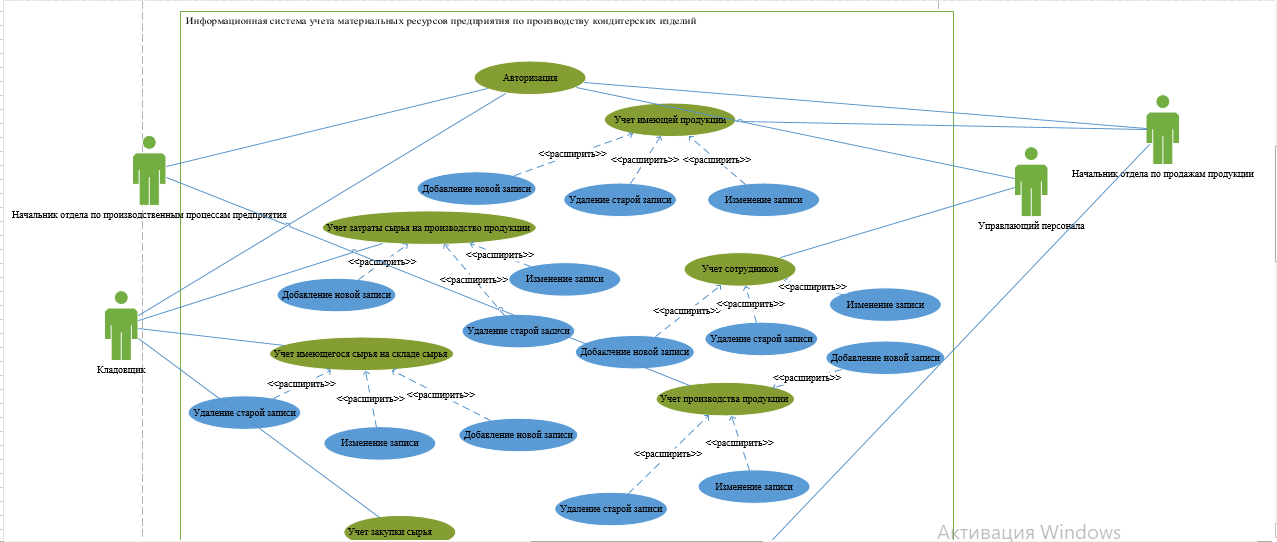 Информационная система учета материальных ресурсов предприятия по производству кондитерских изделий
Авторизация
Учет имеющей продукции
<<расширить>>
<<расширить>>
<<расширить>>
Добавление новой записи
Удаление старой записи
Изменение записи
Начальник отдела по производственным процессам предприятия
Начальник отдела по продажам продукции
Управлающий персонала
Учет затраты сырья на производство продукции
<<расширить>>
<<расширить>>
<<расширить>>
Добавление новой записи
Изменение записи
Удаление старой записи
Учет сотрудников
<<расширить>>
<<расширить>>
<<расширить>>
Изменение записи
Удаление старой записи
Добавление новой записи
Кладовщик
Учет имеющегося сырья на складе сырья
<<расширить>>
<<расширить>>
<<расширить>>
Удаление старой записи
Изменение записи
Добавление новой записи
Добавление новой записи
<<расширить>>
Учет производства продукции
<<расширить>>
<<расширить>>
Изменение записи
Удаление старой записи
Учет закупки сырья
Активация Windows